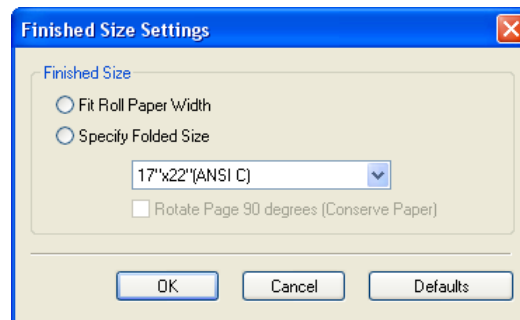 Finished Size Settings
Finished Size
Fit Roll Paper Width
Specify Folded Size
17"x22"(ANSI C)
Rotate Page 90 degrees (Conserve Paper)
OK Cancel Defaults